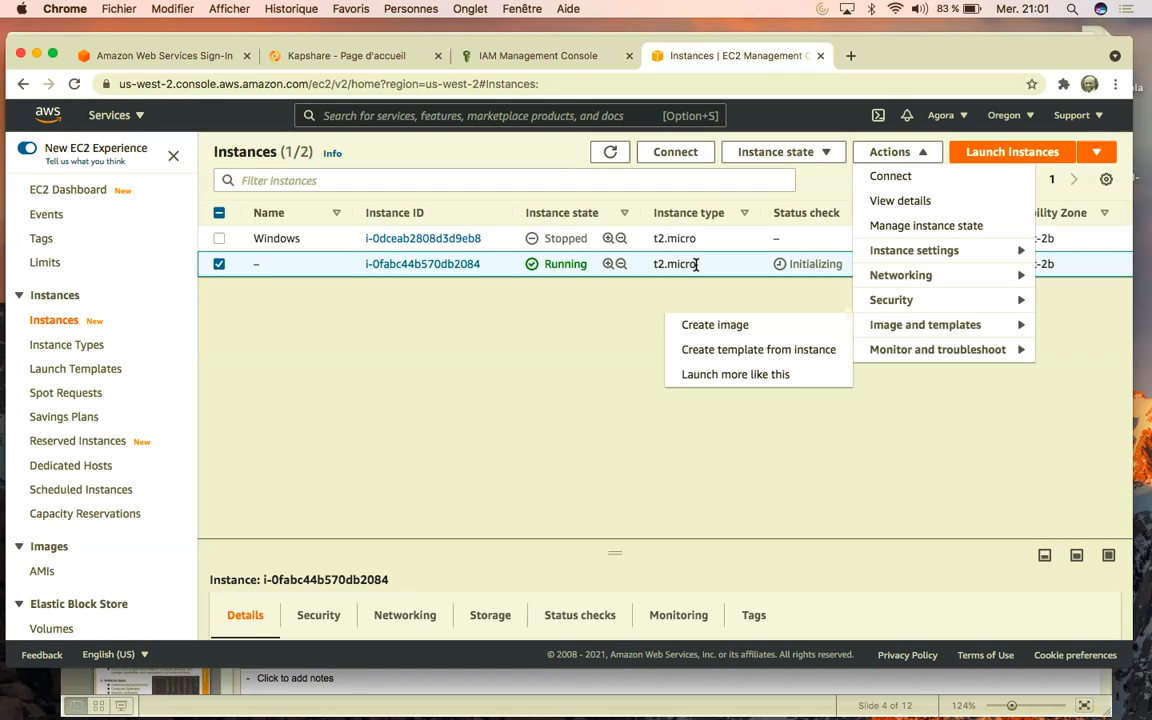 Chrome Fichier Modifier Afficher Historique Favoris Personnes Onglet Fenêtre Aide 83 % Mer. 21:01
Amazon Web Services Sign-In Kapshare - Page d'accueil IAM Management Console Instances | EC2 Management C
us-west-2.console.aws.amazon.com/ec2/v2/home?region=us-west-2#Instances:
aws Services Search for services, features, marketplace products, and docs [Option+S] Agora Oregon Support
New EC2 Experience
Tell us what you think
EC2 Dashboard New
Events
Tags
Limits
Instances
Instances New
Instance Types
Launch Templates
Spot Requests
Savings Plans
Reserved Instances New
Dedicated Hosts
Scheduled Instances
Capacity Reservations
Images
AMIs
Elastic Block Store
Volumes
Instances (1/2) Info Connect Instance state Actions Launch instances
Filter instances 1
Name Instance ID Instance state Instance type Status check bility Zone
Windows i-0dceab2808d3d9eb8 Stopped t2.micro – t-2b
– i-0fabc44b570db2084 Running t2.micro Initializing t-2b
Connect
View details
Manage instance state
Instance settings
Networking
Security
Image and templates
Monitor and troubleshoot
Create image
Create template from instance
Launch more like this
Instance: i-0fabc44b570db2084
Details Security Networking Storage Status checks Monitoring Tags
Feedback English (US) © 2008 - 2021, Amazon Web Services, Inc. or its affiliates. All rights reserved. Privacy Policy Terms of Use Cookie preferences
- Click to add notes
Slide 4 of 12 124%